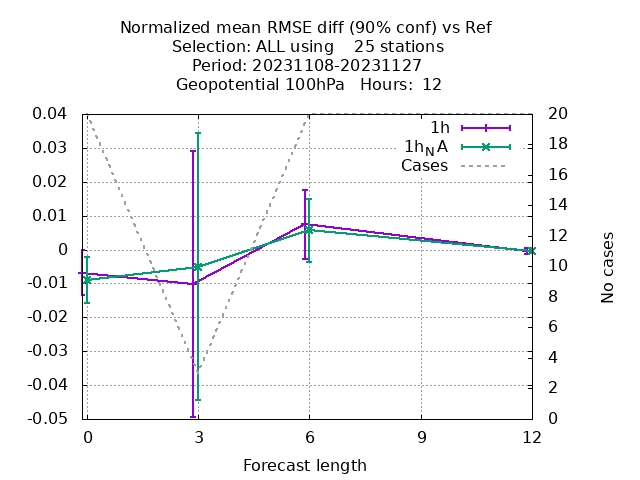 Normalized mean RMSE diff (90% conf) vs Ref
Selection: ALL using    25 stations
Period: 20231108-20231127
Geopotential 100hPa   Hours:  12
0.04
0.03
0.02
0.01
0
-0.01
-0.02
-0.03
-0.04
-0.05
20
18
16
14
12
10
8
6
4
2
0
1h
1hNA
Cases
No cases
0
3
6
9
12
Forecast length